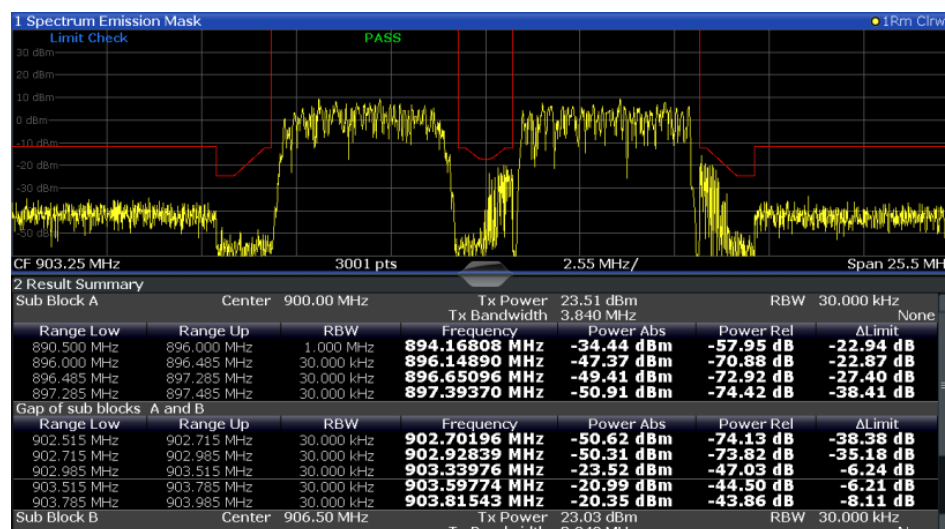 1 Spectrum Emission Mask 1Rm Clrw
Limit Check PASS
30 dBm
20 dBm
10 dBm
0 dBm
-10 dBm
-20 dBm
-30 dBm
CF 903.25 MHz 3001 pts 2.55 MHz/ Span 25.5 MH
2 Result Summary
Sub Block A Center 900.00 MHz Tx Power 23.51 dBm RBW 30.000 kHz
Tx Bandwidth 3.840 MHz None
Range Low Range Up RBW Frequency Power Abs Power Rel ΔLimit
890.500 MHz 896.000 MHz 1.000 MHz 894.16808 MHz -34.44 dBm -57.95 dB -22.94 dB
896.000 MHz 896.485 MHz 30.000 kHz 896.14890 MHz -47.37 dBm -70.88 dB -22.87 dB
896.485 MHz 897.285 MHz 30.000 kHz 896.65096 MHz -49.41 dBm -72.92 dB -27.40 dB
897.285 MHz 897.485 MHz 30.000 kHz 897.39370 MHz -50.91 dBm -74.42 dB -38.41 dB
Gap of sub blocks A and B
Range Low Range Up RBW Frequency Power Abs Power Rel ΔLimit
902.515 MHz 902.715 MHz 30.000 kHz 902.70196 MHz -50.62 dBm -74.13 dB -38.38 dB
902.715 MHz 902.985 MHz 30.000 kHz 902.92839 MHz -50.31 dBm -73.82 dB -35.18 dB
902.985 MHz 903.515 MHz 30.000 kHz 903.33976 MHz -23.52 dBm -47.03 dB -6.24 dB
903.515 MHz 903.785 MHz 30.000 kHz 903.59774 MHz -20.99 dBm -44.50 dB -6.21 dB
903.785 MHz 903.985 MHz 30.000 kHz 903.81543 MHz -20.35 dBm -43.86 dB -8.11 dB
Sub Block B Center 906.50 MHz Tx Power 23.03 dBm RBW 30.000 kHz